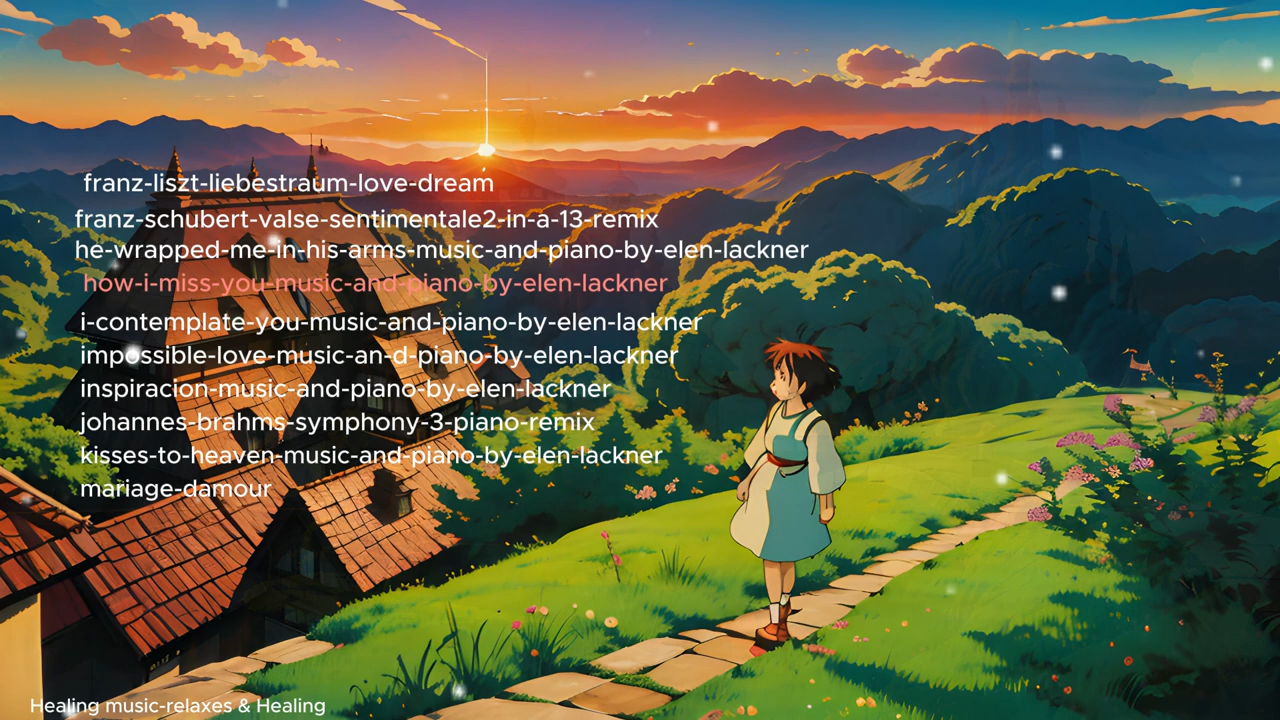 franz-liszt-liebestraum-love-dream
franz-schubert-valse-sentimentale2-in-a-13-remix
he-wrapped-me-in-his-arms-music-and-piano-by-elen-lackner
how-i-miss-you-music-and-piano-by-elen-lackner
i-contemplate-you-music-and-piano-by-elen-lackner
impossible-love-music-an-d-piano-by-elen-lackner
inspiracion-music-and-piano-by-elen-lackner
johannes-brahms-symphony-3-piano-remix
kisses-to-heaven-music-and-piano-by-elen-lackner
mariage-damour
Healing music-relaxes & Healing